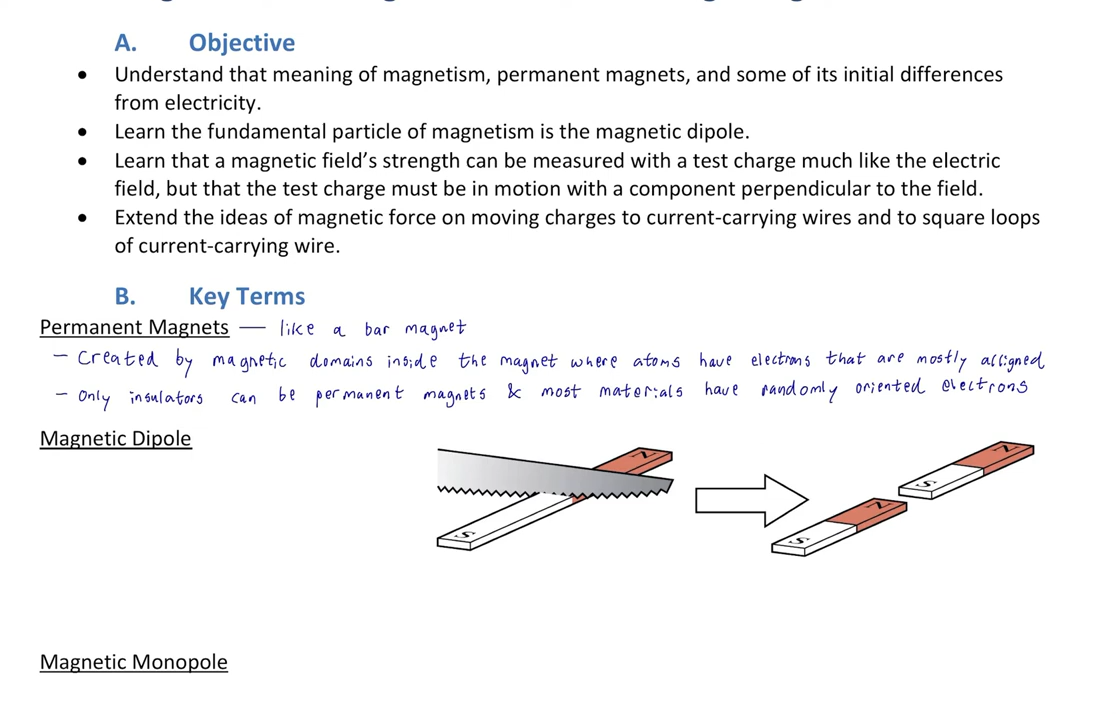 A. Objective
• Understand that meaning of magnetism, permanent magnets, and some of its initial differences
from electricity.
• Learn the fundamental particle of magnetism is the magnetic dipole.
• Learn that a magnetic field's strength can be measured with a test charge much like the electric
field, but that the test charge must be in motion with a component perpendicular to the field.
• Extend the ideas of magnetic force on moving charges to current-carrying wires and to square loops
of current-carrying wire.
B. Key Terms
Permanent Magnets — like a bar magnet
- Created by magnetic domains inside the magnet where atoms have electrons that are mostly alligned
- Only insulators can be permanent magnets & most materials have randomly oriented electrons
Magnetic Dipole
N
S
N
S
N
S
Magnetic Monopole